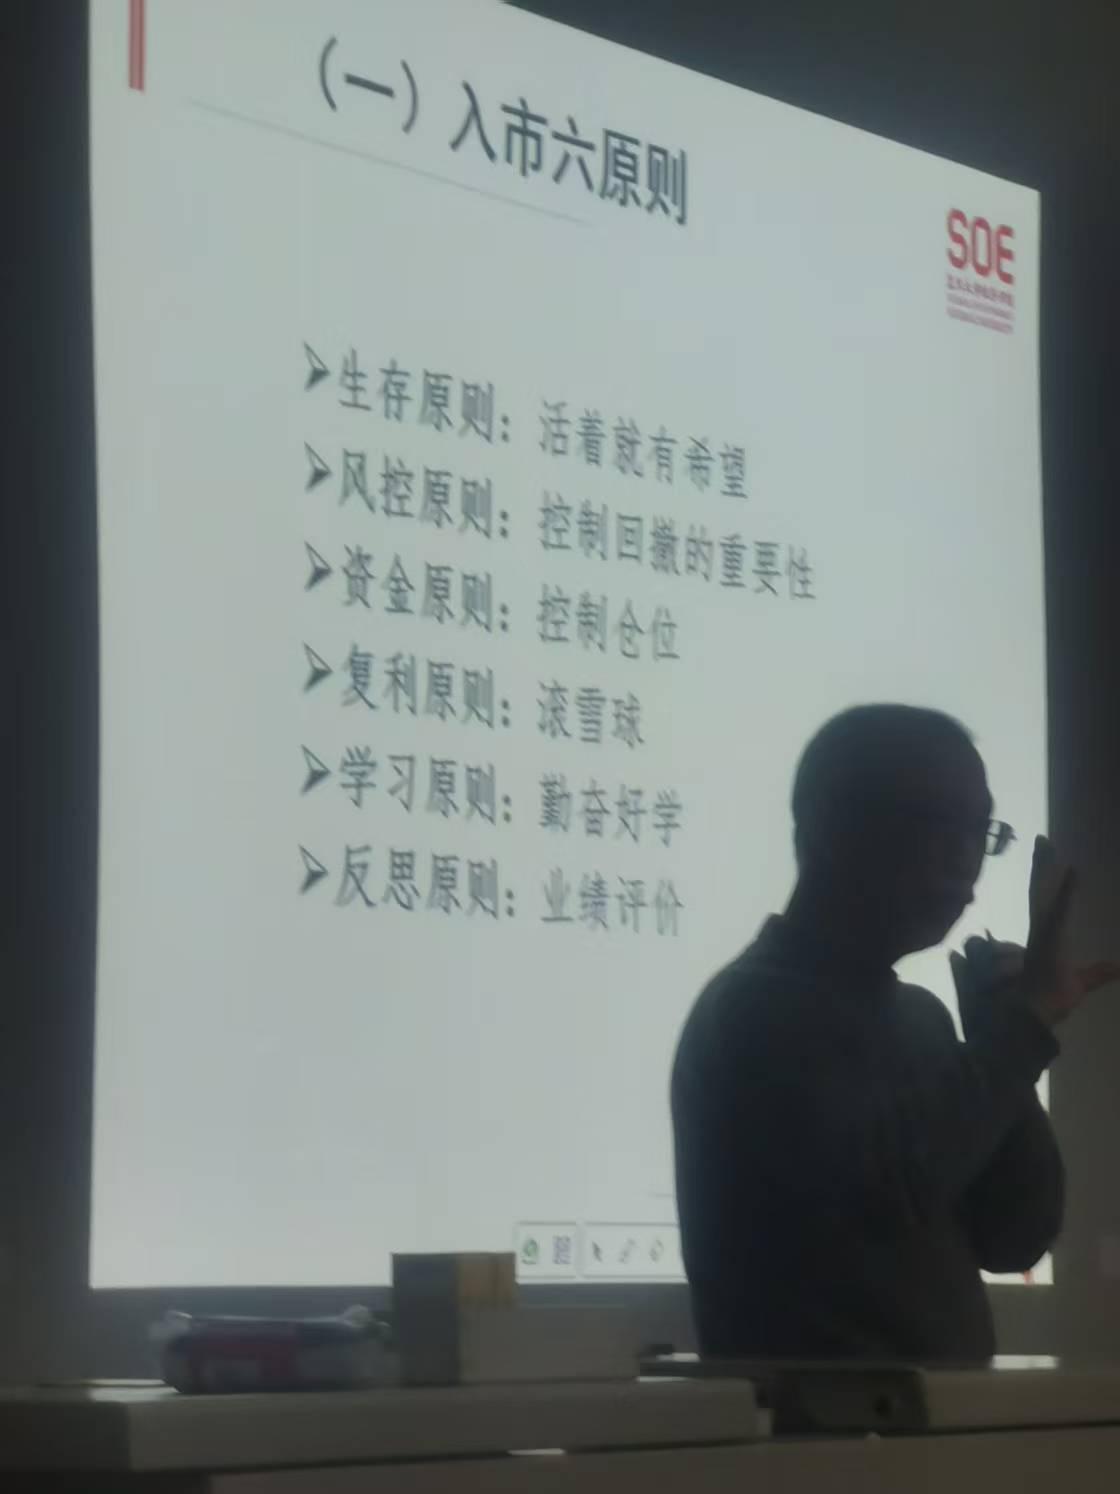 （一）入市六原则
SOE
生存原则：活着就有希望
风控原则：控制回撤的重要性
资金原则：控制仓位
复利原则：滚雪球
学习原则：勤奋好学
反思原则：业绩评价